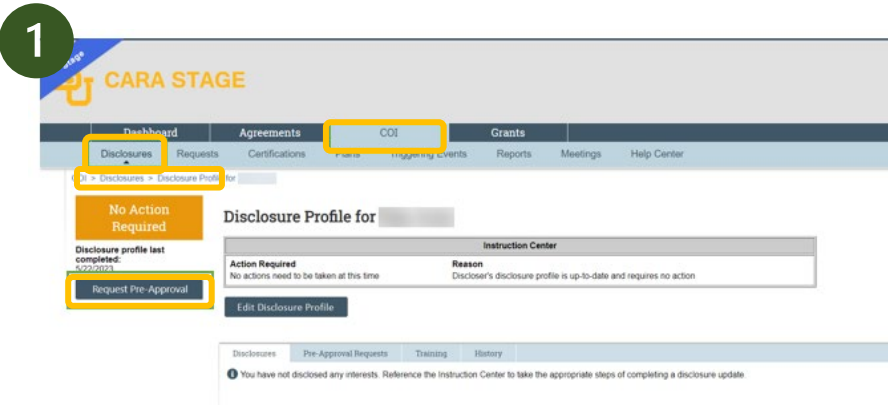 1
Stage
CARA STAGE
Dashboard Agreements COI Grants
Disclosures Requests Certifications Plans Triggering Events Reports Meetings Help Center
COI > Disclosures > Disclosure Profile for
No Action
Required
Disclosure Profile for
Instruction Center
Disclosure profile last
completed:
5/22/2023
Action Required Reason
No actions need to be taken at this time Discloser's disclosure profile is up-to-date and requires no action
Request Pre-Approval
Edit Disclosure Profile
Disclosures Pre-Approval Requests Training History
You have not disclosed any interests. Reference the Instruction Center to take the appropriate steps of completing a disclosure update.